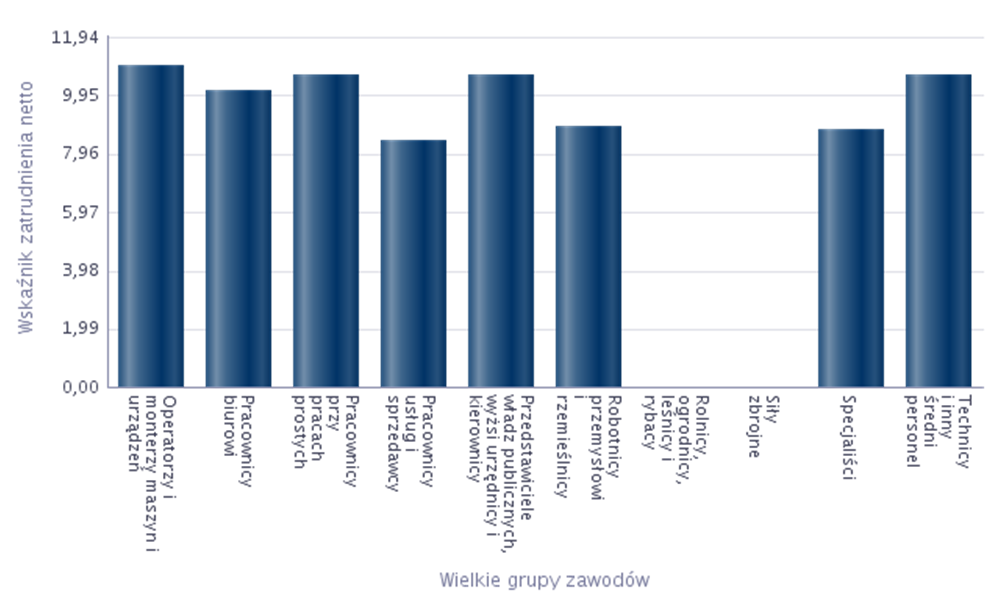 11,94
9,95
7,96
5,97
3,98
1,99
0,00
Wskaźnik zatrudnienia netto
Operatorzy i
monterzy maszyn i
urządzeń
Pracownicy
biurowi
Pracownicy
przy
pracach
prostych
Pracownicy
usług i
sprzedawcy
Przedstawiciele
władz publicznych,
wyżsi urzędnicy i
kierownicy
Robotnicy
przemysłowi
i
rzemieślnicy
Rolnicy,
ogrodnicy,
leśnicy i
rybacy
Siły
zbrojne
Specjaliści
Technicy
i inny
średni
personel
Wielkie grupy zawodów